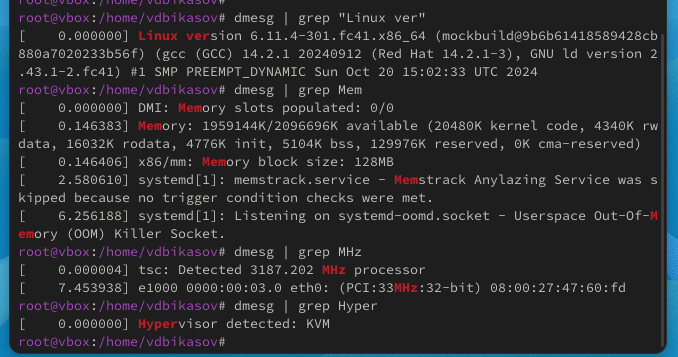 root@vbox:/home/vdbikasov# dmesg | grep "Linux ver"
[    0.000000] Linux version 6.11.4-301.fc41.x86_64 (mockbuild@9b6b61418589428cb
880a7020233b56f) (gcc (GCC) 14.2.1 20240912 (Red Hat 14.2.1-3), GNU ld version 2
.43.1-2.fc41) #1 SMP PREEMPT_DYNAMIC Sun Oct 20 15:02:33 UTC 2024
root@vbox:/home/vdbikasov# dmesg | grep Mem
[    0.000000] DMI: Memory slots populated: 0/0
[    0.146383] Memory: 1959144K/2096696K available (20480K kernel code, 4340K rw
data, 16032K rodata, 4776K init, 5104K bss, 129976K reserved, 0K cma-reserved)
[    0.146406] x86/mm: Memory block size: 128MB
[    2.580610] systemd[1]: memstrack.service - Memstrack Anylazing Service was s
kipped because no trigger condition checks were met.
[    6.256188] systemd[1]: Listening on systemd-oomd.socket - Userspace Out-Of-M
emory (OOM) Killer Socket.
root@vbox:/home/vdbikasov# dmesg | grep MHz
[    0.000004] tsc: Detected 3187.202 MHz processor
[    7.453938] e1000 0000:00:03.0 eth0: (PCI:33MHz:32-bit) 08:00:27:47:60:fd
root@vbox:/home/vdbikasov# dmesg | grep Hyper
[    0.000000] Hypervisor detected: KVM
root@vbox:/home/vdbikasov#